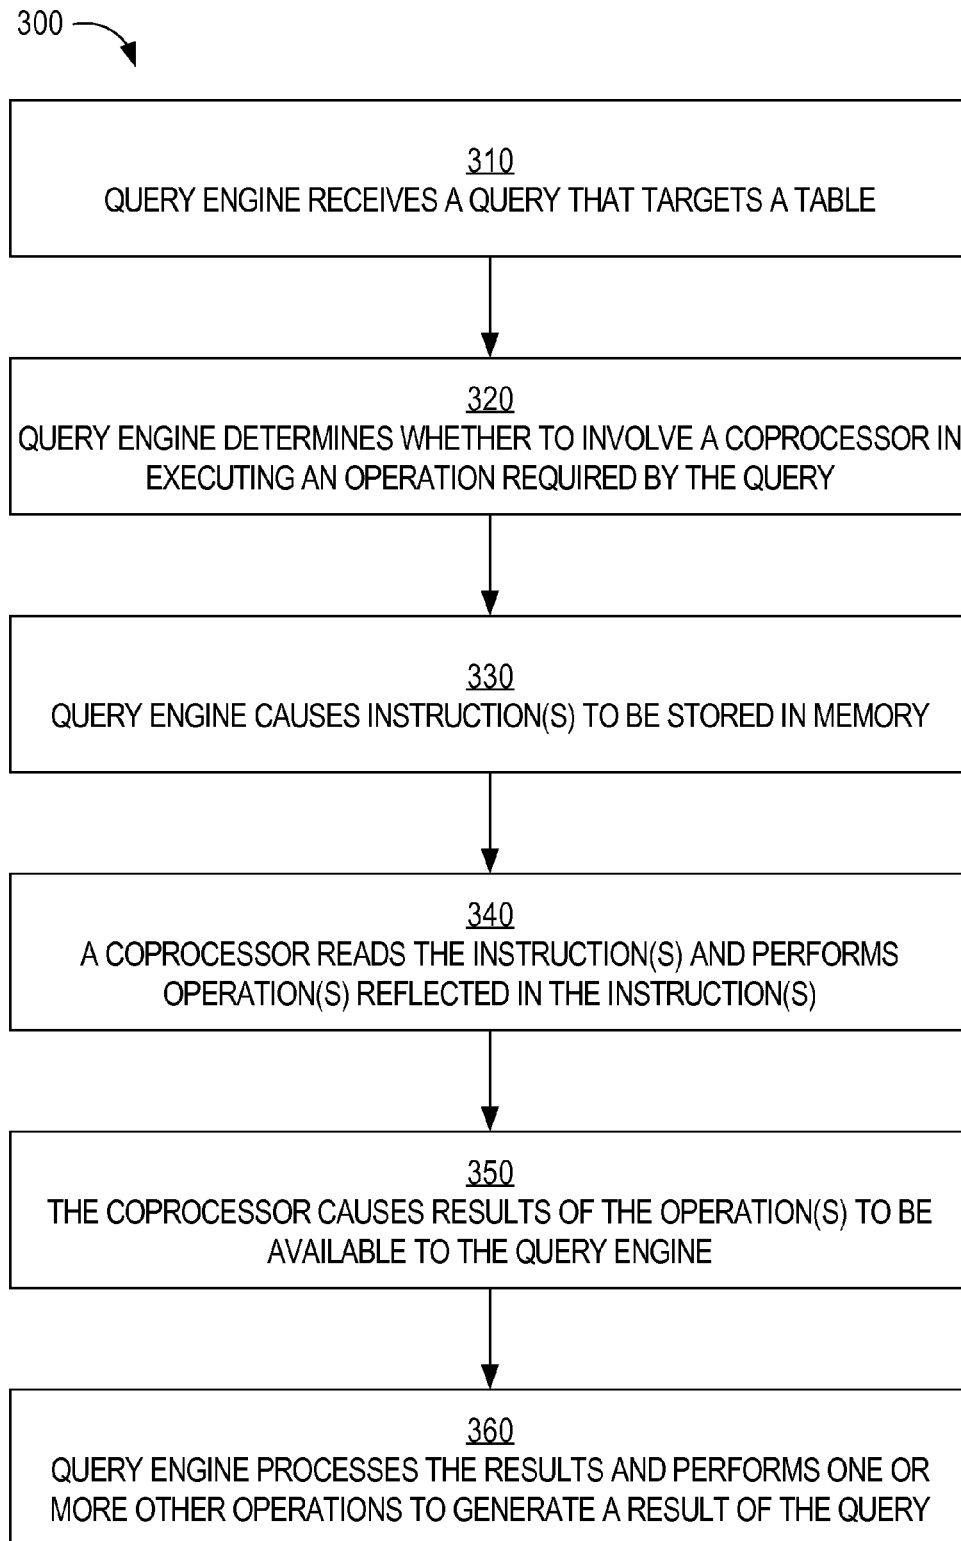 300
310
QUERY ENGINE RECEIVES A QUERY THAT TARGETS A TABLE
320
QUERY ENGINE DETERMINES WHETHER TO INVOLVE A COPROCESSOR IN
EXECUTING AN OPERATION REQUIRED BY THE QUERY
330
QUERY ENGINE CAUSES INSTRUCTION(S) TO BE STORED IN MEMORY
340
A COPROCESSOR READS THE INSTRUCTION(S) AND PERFORMS
OPERATION(S) REFLECTED IN THE INSTRUCTION(S)
350
THE COPROCESSOR CAUSES RESULTS OF THE OPERATION(S) TO BE
AVAILABLE TO THE QUERY ENGINE
360
QUERY ENGINE PROCESSES THE RESULTS AND PERFORMS ONE OR
MORE OTHER OPERATIONS TO GENERATE A RESULT OF THE QUERY